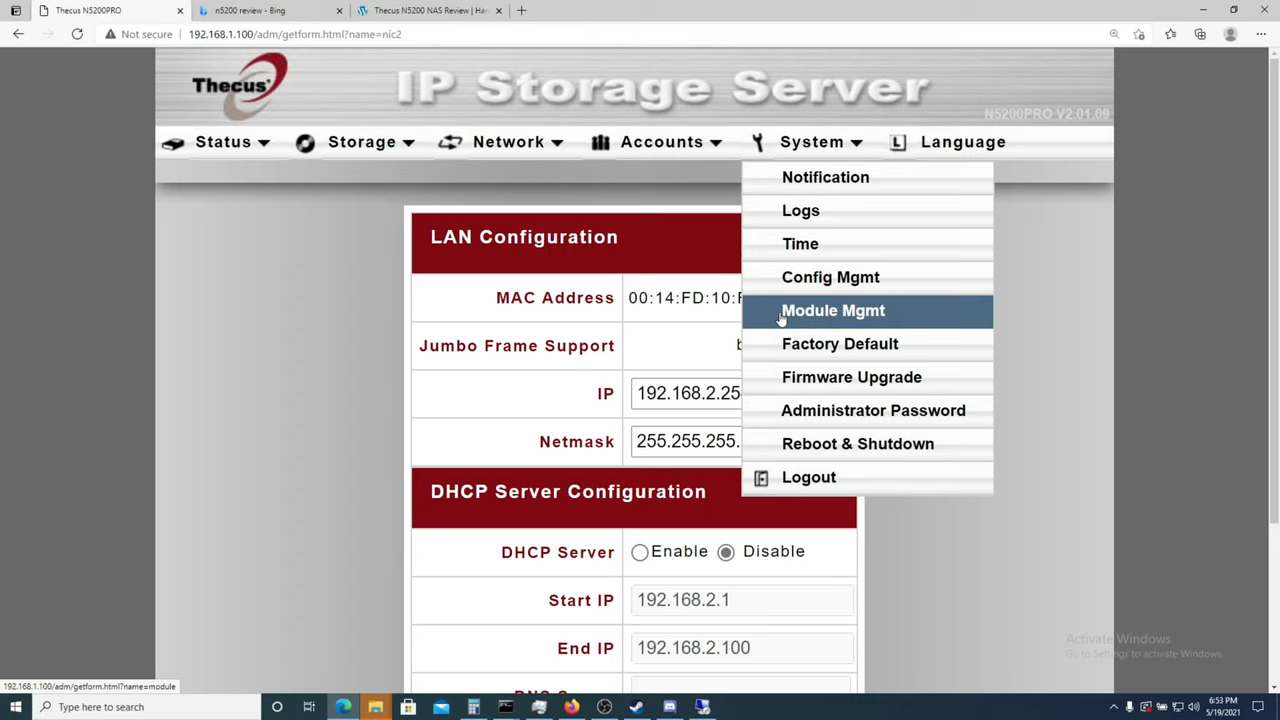 Thecus N5200PRO
n5200 review - Bing
Thecus N5200 NAS Review | Har
Not secure
192.168.1.100/adm/getform.html?name=nic2
Thecus
IP Storage Server
N5200PRO V2.01.09
Status
Storage
Network
Accounts
System
Language
Notification
Logs
Time
Config Mgmt
Module Mgmt
Factory Default
Firmware Upgrade
Administrator Password
Reboot & Shutdown
Logout
LAN Configuration
MAC Address
00:14:FD:10:
Jumbo Frame Support
IP
192.168.2.25
Netmask
255.255.255.
DHCP Server Configuration
DHCP Server
Enable
Disable
Start IP
192.168.2.1
End IP
192.168.2.100
Activate Windows
Go to Settings to activate Windows.
192.168.1.100/adm/getform.html?name=module
Type here to search
6:53 PM
5/19/2021